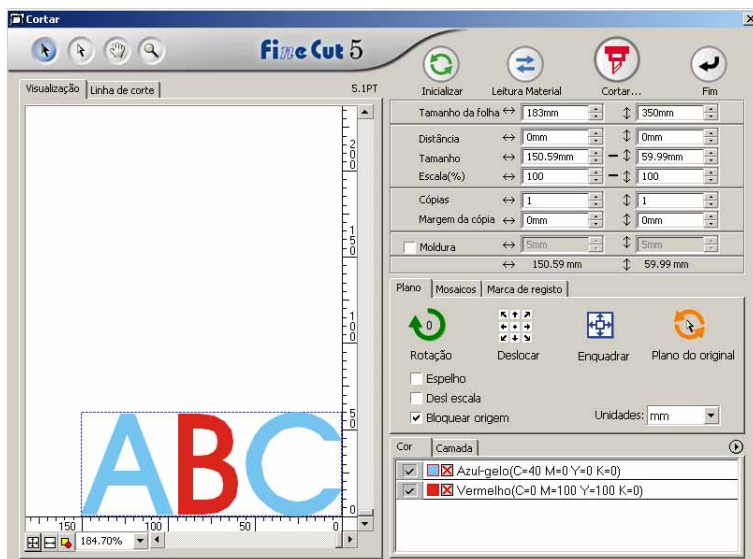 Cortar
FineCut 5
Inicializar Leitura Material Cortar... Fim
Visualização Linha de corte 5.1PT
Tamanho da folha 183mm 350mm
Distância 0mm 0mm
Tamanho 150.59mm 59.99mm
Escala(%) 100 100
Cópias 1 1
Margem da cópia 0mm 0mm
Moldura 5mm 5mm
150.59 mm 59.99 mm
Plano Mosaicos Marca de registo
0
Rotação Deslocar Enquadrar Plano do original
Espelho
Desl escala
Bloquear origem Unidades: mm
Cor Camada
Azul-gelo(C=40 M=0 Y=0 K=0)
Vermelho(C=0 M=100 Y=100 K=0)
200
150
100
50
0
ABC
150 100 50 0
184.70%